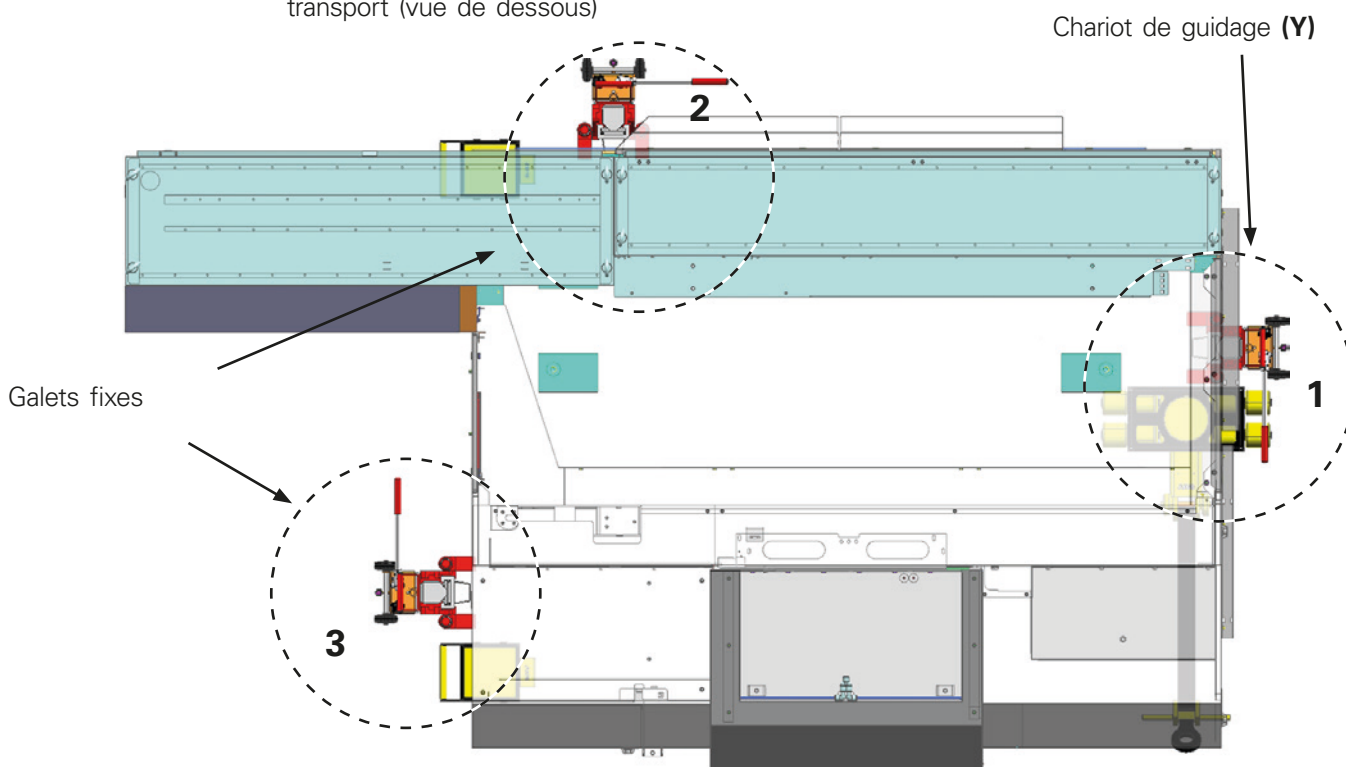 transport (vue de dessous)
Chariot de guidage (Y)
2
1
Galets fixes
3